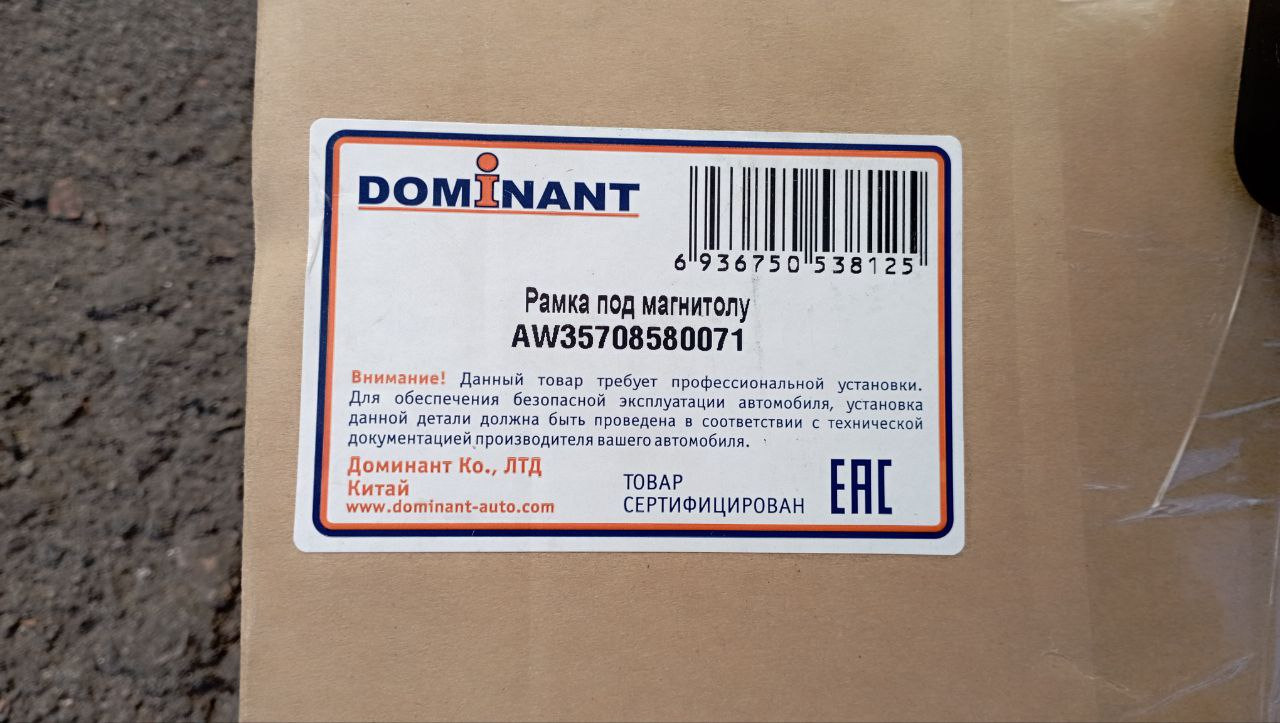 DOMINANT
6 936750 538125
Рамка под магнитолу
AW35708580071
Внимание! Данный товар требует профессиональной установки.
Для обеспечения безопасной эксплуатации автомобиля, установка
данной детали должна быть проведена в соответствии с технической
документацией производителя вашего автомобиля.
Доминант Ко., ЛТД
Китай
www.dominant-auto.com
ТОВАР
СЕРТИФИЦИРОВАН
EAC